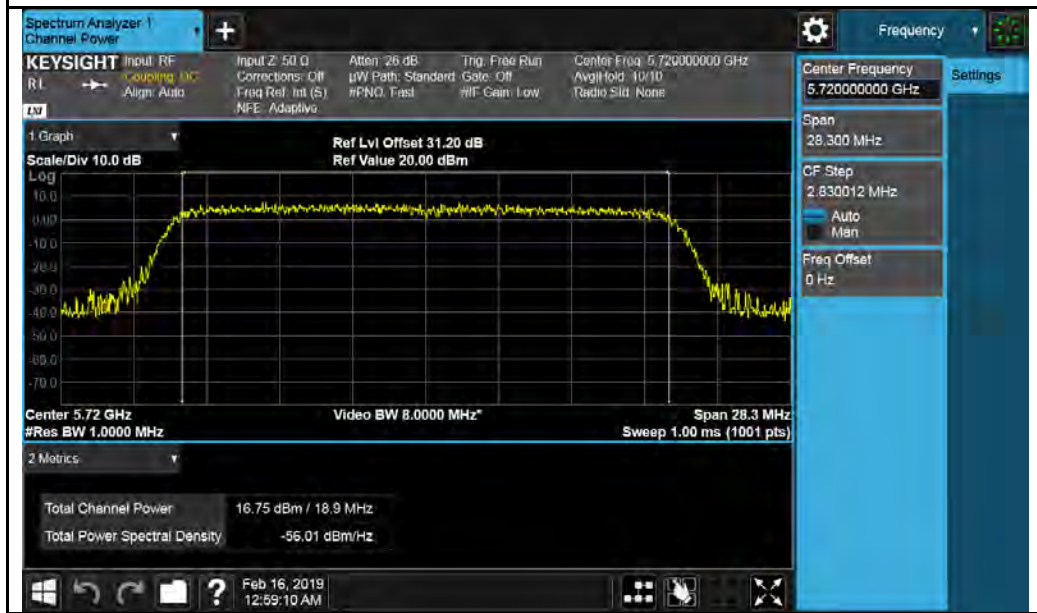 Spectrum Analyzer 1
Channel Power
+
Frequency
KEYSIGHT
Input: RF
Coupling: DC
Align: Auto
RL
LXI
Input Z: 50 Ω
Corrections: Off
Freq Ref: Int (S)
NFE: Adaptive
Atten: 26 dB
µW Path: Standard
#PNO: Fast
Trig: Free Run
Gate: Off
#IF Gain: Low
Center Freq: 5.720000000 GHz
Avg|Hold: 10/10
Radio Std: None
Center Frequency
5.720000000 GHz
Settings
Span
28.300 MHz
CF Step
2.830012 MHz
Auto
Man
Freq Offset
0 Hz
1 Graph
Scale/Div 10.0 dB
Ref Lvl Offset 31.20 dB
Ref Value 20.00 dBm
Log
10.0
0.00
-10.0
-20.0
-30.0
-40.0
-50.0
-60.0
-70.0
Center 5.72 GHz
#Res BW 1.0000 MHz
Video BW 8.0000 MHz*
Span 28.3 MHz
Sweep 1.00 ms (1001 pts)
2 Metrics
Total Channel Power 16.75 dBm / 18.9 MHz
Total Power Spectral Density -56.01 dBm/Hz
?
Feb 16, 2019
12:59:10 AM